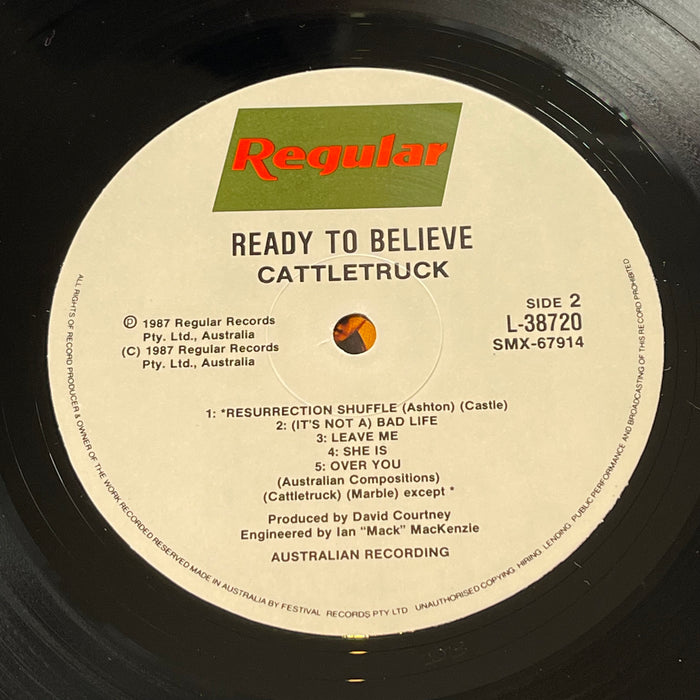 Regular
READY TO BELIEVE
CATTLETRUCK
℗ 1987 Regular Records
Pty. Ltd., Australia
(C) 1987 Regular Records
Pty. Ltd., Australia
SIDE 2
L-38720
SMX-67914
1: *RESURRECTION SHUFFLE (Ashton) (Castle)
2: (IT'S NOT A) BAD LIFE
3: LEAVE ME
4: SHE IS
5: OVER YOU
(Australian Compositions)
(Cattletruck) (Marble) except *
Produced by David Courtney
Engineered by Ian "Mack" MacKenzie
AUSTRALIAN RECORDING
ALL RIGHTS OF RECORD PRODUCER & OWNER OF THE WORK RECORDED RESERVED MADE IN AUSTRALIA BY FESTIVAL RECORDS PTY LTD UNAUTHORISED COPYING, HIRING, LENDING, PUBLIC PERFORMANCE AND BROADCASTING OF THIS RECORD PROHIBITED